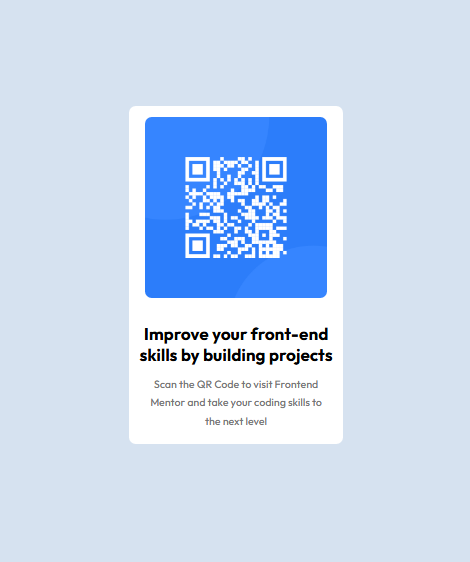 Improve your front-end
skills by building projects
Scan the QR Code to visit Frontend
Mentor and take your coding skills to
the next level